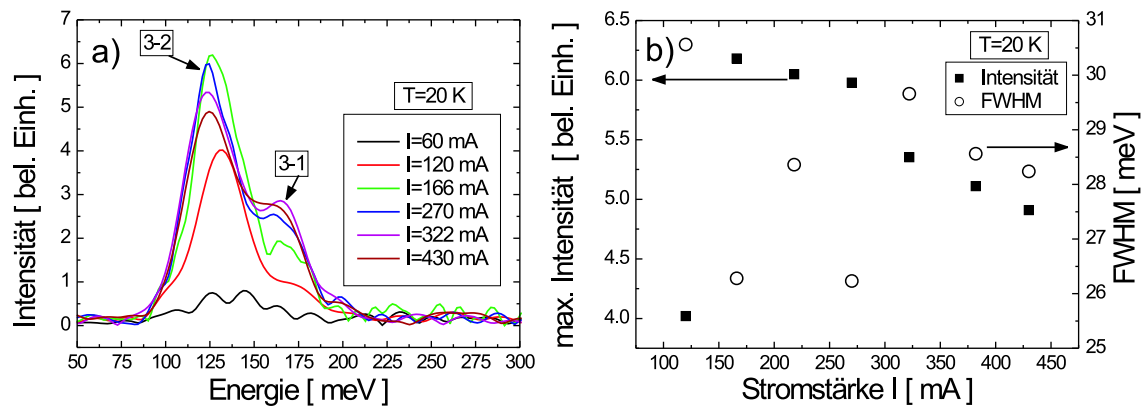 a)
3-2
3-1
T=20 K
I=60 mA
I=120 mA
I=166 mA
I=270 mA
I=322 mA
I=430 mA
Intensität [ bel. Einh. ]
6
5
4
3
2
1
0
50 75 100 125 150 175 200 225 250 275 300
Energie [ meV ]
b)
T=20 K
Intensität
FWHM
max. Intensität [ bel. Einh. ]
6.5
6.0
5.5
5.0
4.5
4.0
31
30
29
28
27
26
25
FWHM [ meV ]
100 150 200 250 300 350 400 450
Stromstärke I [ mA ]